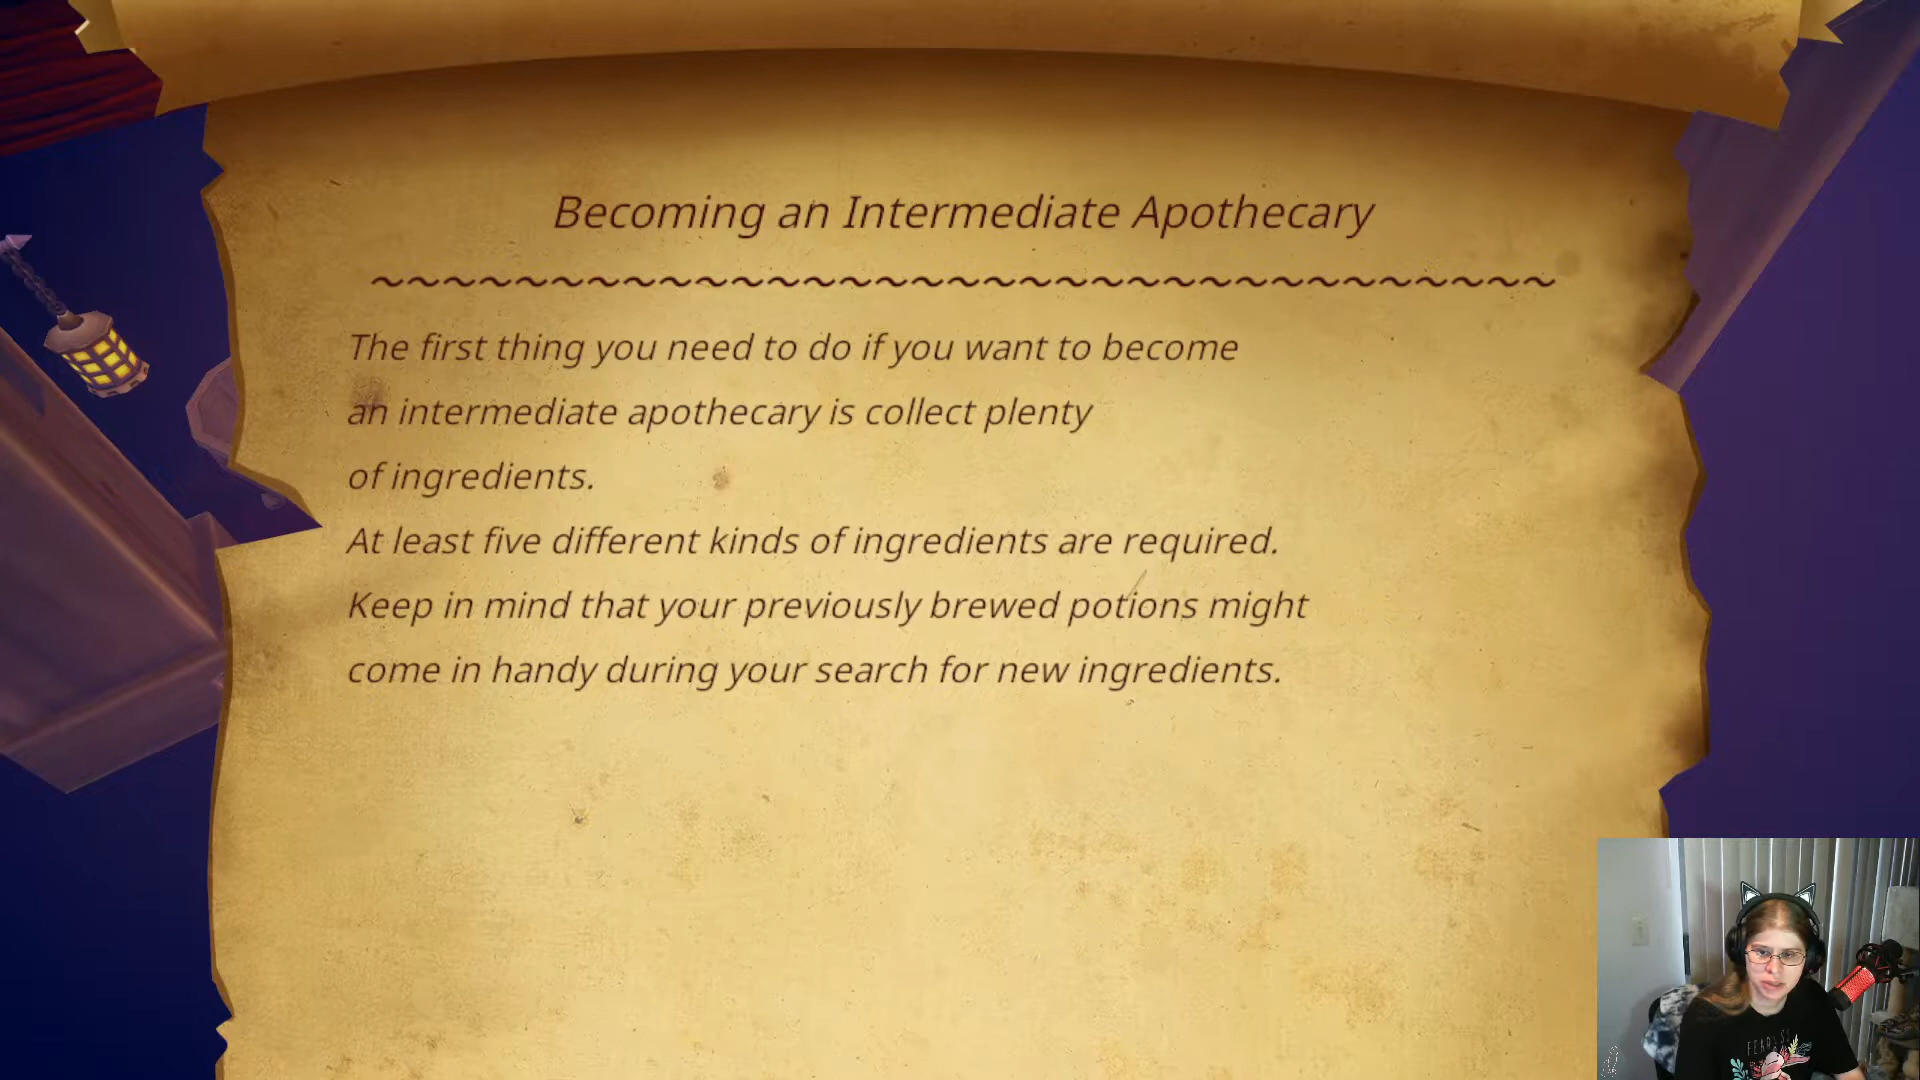 Becoming an Intermediate Apothecary
~~~~~~~~~~~~~~~~~~~~~~~~~~~~~~~~~
The first thing you need to do if you want to become
an intermediate apothecary is collect plenty
of ingredients.
At least five different kinds of ingredients are required.
Keep in mind that your previously brewed potions might
come in handy during your search for new ingredients.